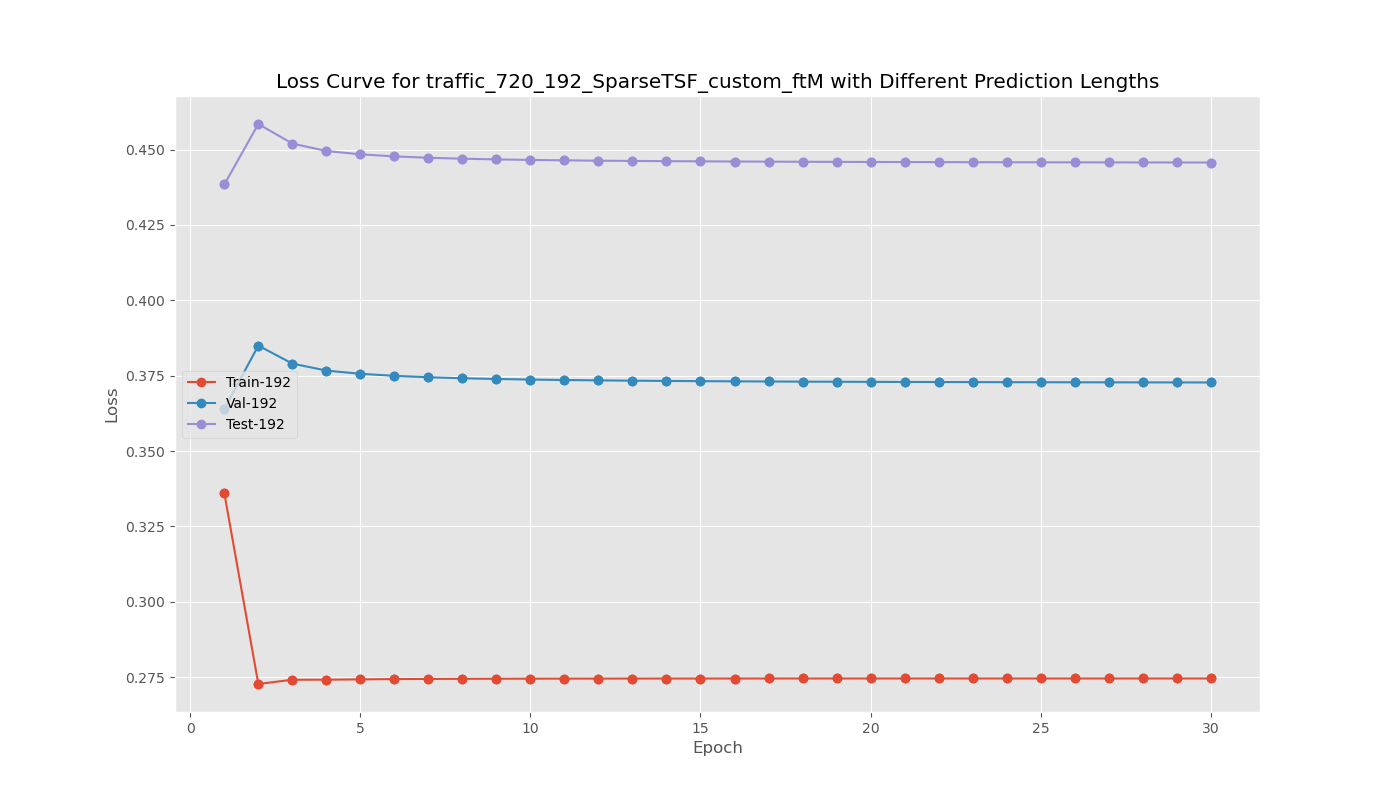 Loss Curve for traffic_720_192_SparseTSF_custom_ftM with Different Prediction Lengths
0.450
0.425
0.400
0.375
0.350
0.325
0.300
0.275
Loss
Train-192
Val-192
Test-192
0 5 10 15 20 25 30
Epoch